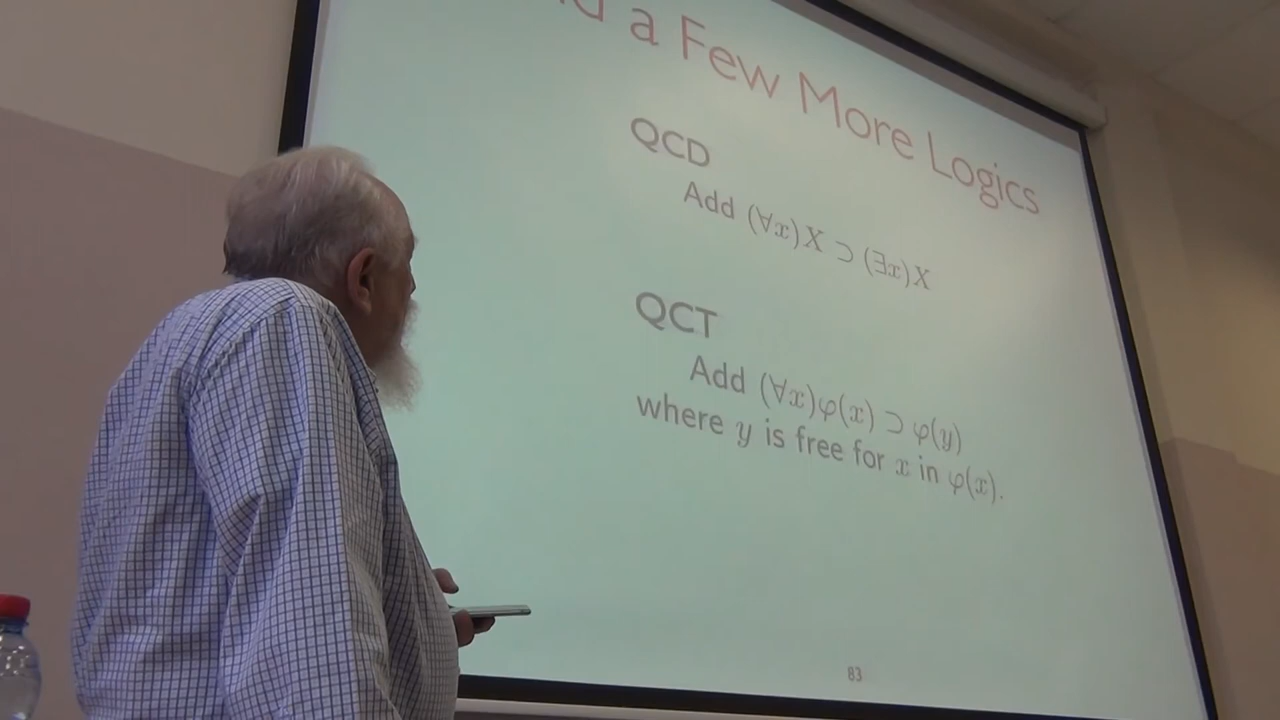 a Few More Logics
QCD
Add (∀x)X ⊃ (∃x)X
QCT
Add (∀x)φ(x) ⊃ φ(y)
where y is free for x in φ(x).
83